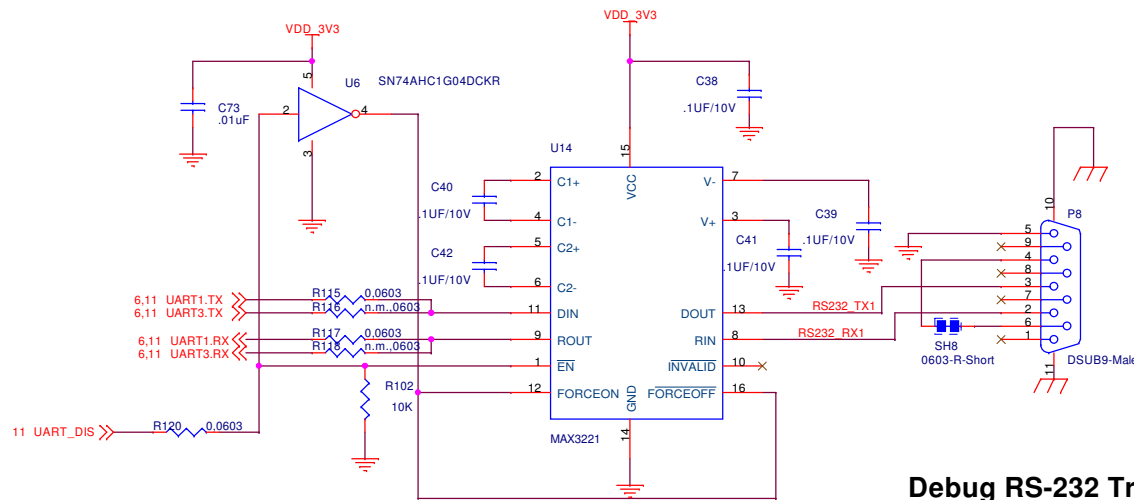 VDD_3V3
VDD_3V3
5
U6
SN74AHC1G04DCKR
C73
.01uF
2
4
3
C38
.1UF/10V
U14
15
VCC
2
C1+
V-
7
C40
.1UF/10V
4
C1-
V+
3
C39
.1UF/10V
C42
.1UF/10V
5
C2+
C41
.1UF/10V
6
C2-
6,11 UART1.TX
R115
0,0603
6,11 UART3.TX
R116
n.m.,0603
11
DIN
DOUT
13
RS232_TX1
6,11 UART1.RX
R117
0,0603
6,11 UART3.RX
R118
n.m.,0603
9
ROUT
RIN
8
RS232_RX1
1
EN
INVALID
10
R102
10K
12
FORCEON
GND
FORCEOFF
16
11 UART_DIS
R120
0,0603
MAX3221
14
10
P8
5
9
4
8
3
7
2
6
1
SH8
0603-R-Short
DSUB9-Male
11
Debug RS-232 Tr